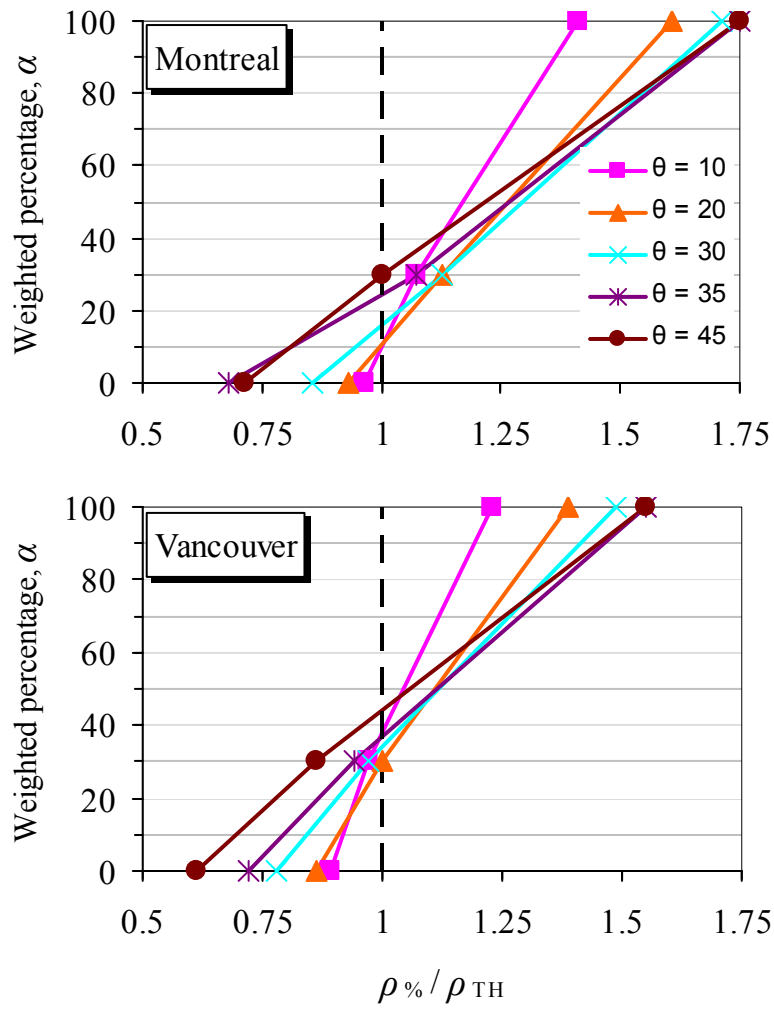 Weighted percentage, α
100
80
60
40
20
0
Montreal
θ = 10
θ = 20
θ = 30
θ = 35
θ = 45
0.5 0.75 1 1.25 1.5 1.75
Weighted percentage, α
100
80
60
40
20
0
Vancouver
0.5 0.75 1 1.25 1.5 1.75
ρ % / ρ TH